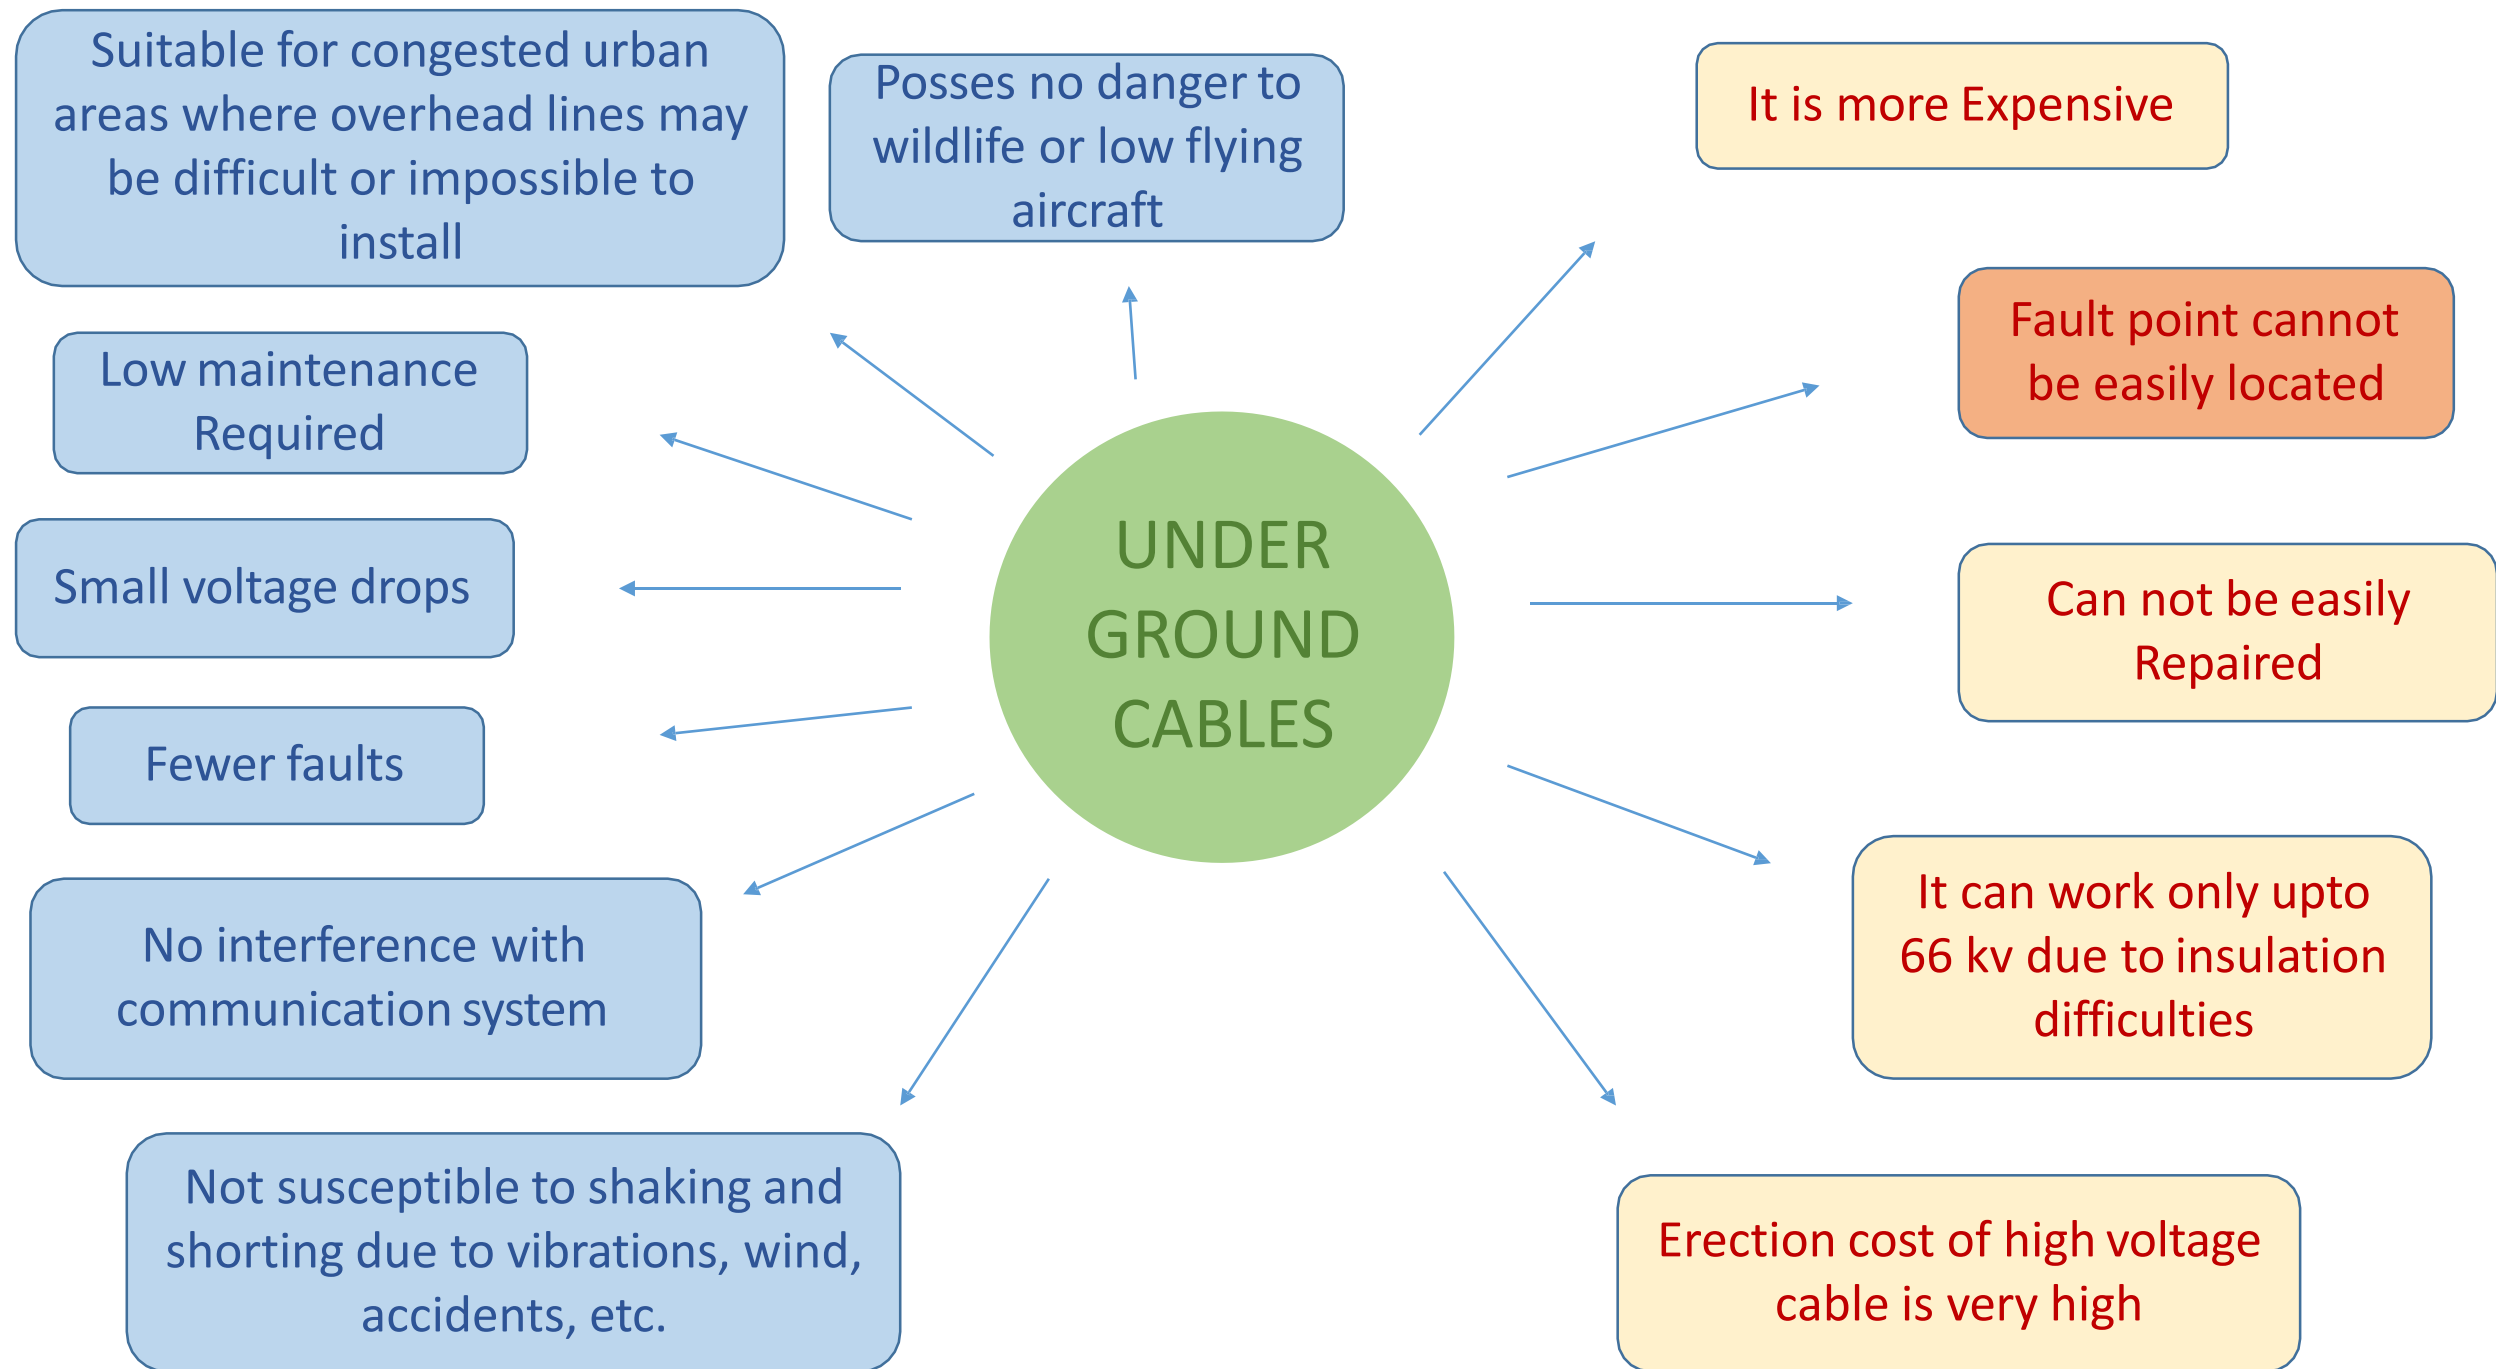 Suitable for congested urban
areas where overhead lines may
be difficult or impossible to
install
Posses no danger to
wildlife or low flying
aircraft
It is more Expensive
Fault point cannot
be easily located
Low maintenance
Required
Small voltage drops
Fewer faults
UNDER
GROUND
CABLES
Can not be easily
Repaired
No interference with
communication system
It can work only upto
66 kv due to insulation
difficulties
Not susceptible to shaking and
shorting due to vibrations, wind,
accidents, etc.
Erection cost of high voltage
cable is very high